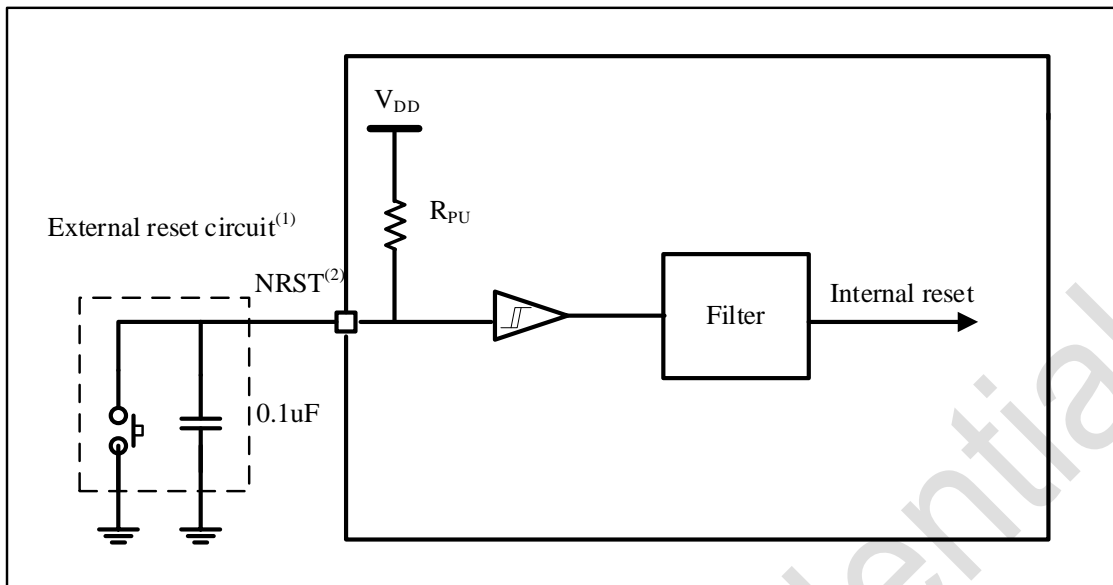 V_DD
R_PU
External reset circuit^(1)
NRST^(2)
Filter
Internal reset
0.1uF